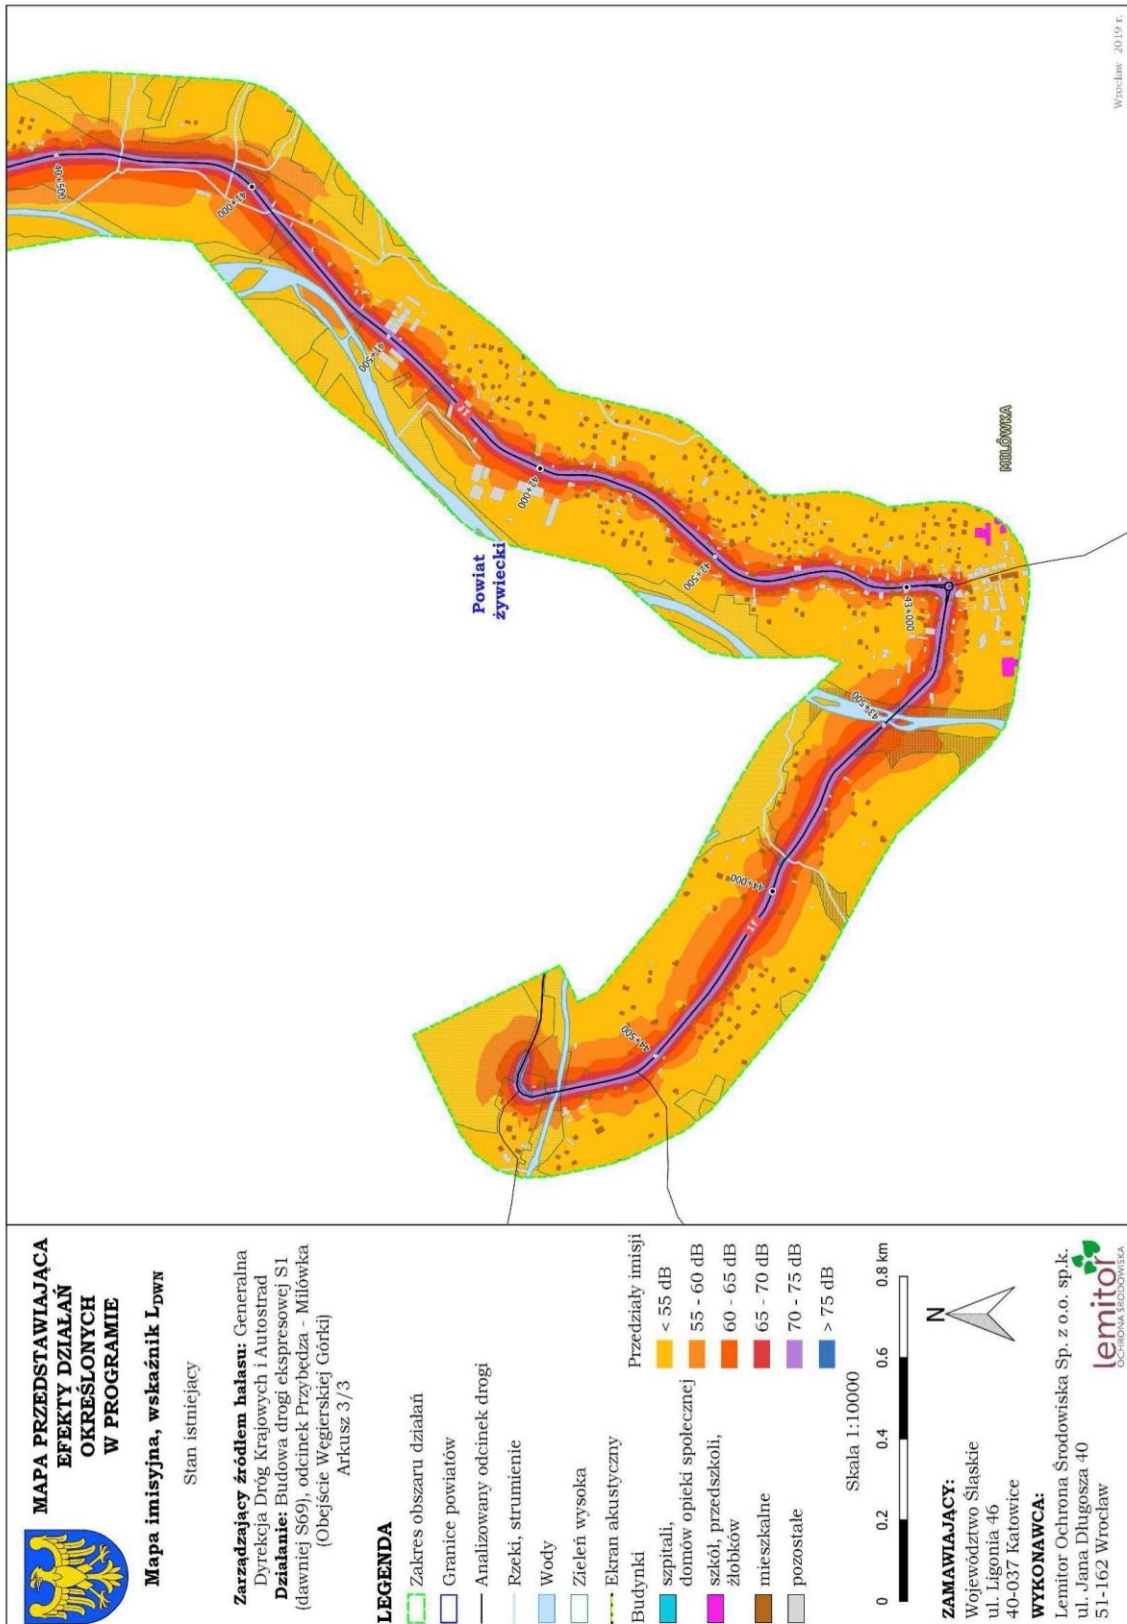 MAPA PRZEDSTAWIAJĄCA
EFEKTY DZIAŁAŃ
OKREŚLONYCH
W PROGRAMIE
Mapa imisyjna, wskaźnik LDWN
Stan istniejący
Zarządzający źródłem hałasu: Generalna
Dyrekcja Dróg Krajowych i Autostrad
Działanie: Budowa drogi ekspresowej S1
(dawniej S69), odcinek Przybędza - Milówka
(Obejście Węgierskiej Górki)
Arkusz 3/3
LEGENDA
Zakres obszaru działań
Granice powiatów
Analizowany odcinek drogi
Rzeki, strumienie
Wody
Zieleń wysoka
Ekran akustyczny
Budynki
szpitali,
domów opieki społecznej
szkół, przedszkoli,
żłobków
mieszkalne
pozostałe
Przedziały imisji
< 55 dB
55 - 60 dB
60 - 65 dB
65 - 70 dB
70 - 75 dB
> 75 dB
Skala 1:10000
0 0.2 0.4 0.6 0.8 km
N
ZAMAWIAJĄCY:
Województwo Śląskie
ul. Ligonia 46
40-037 Katowice
WYKONAWCA:
Lemitor Ochrona Środowiska Sp. z o.o. sp.k.
ul. Jana Długosza 40
51-162 Wrocław
lemitor
OCHRONA ŚRODOWISKA
40+500
41+000
41+500
42+000
42+500
43+000
43+500
44+000
44+500
Powiat
żywiecki
MILÓWKA
Wrocław 2019 r.